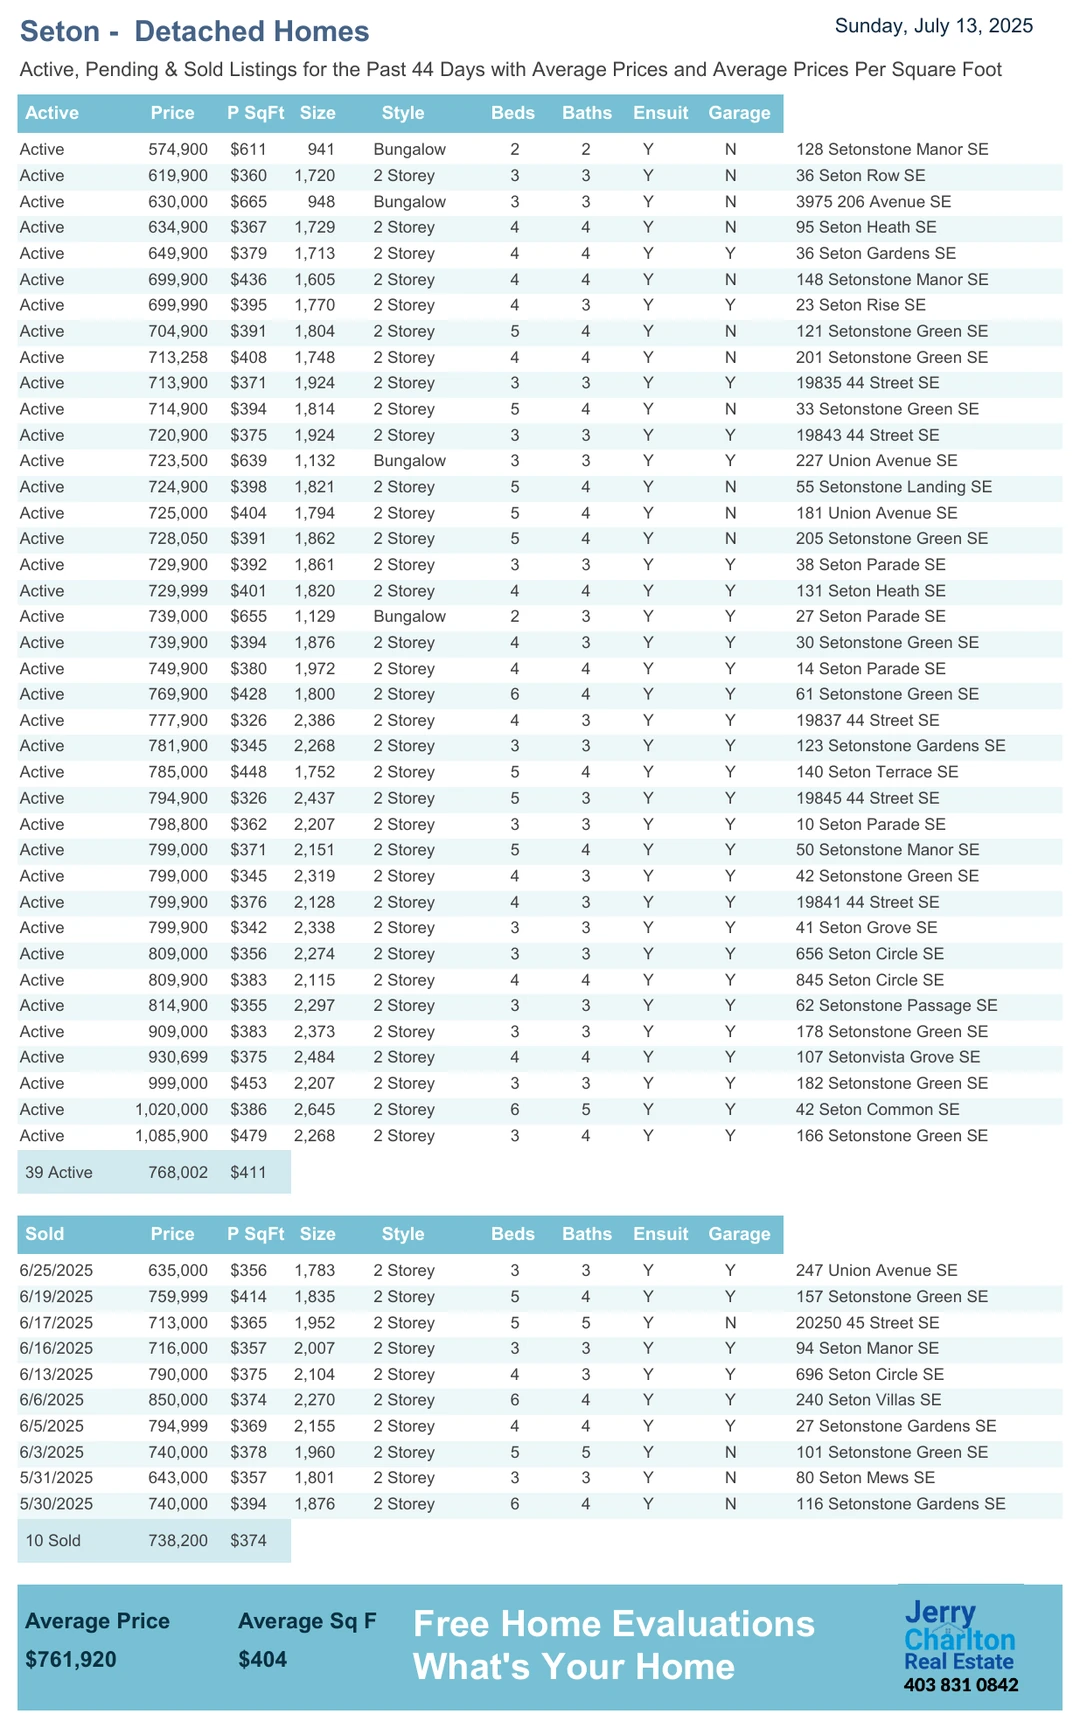 Seton -  Detached Homes
Sunday, July 13, 2025
Active, Pending & Sold Listings for the Past 44 Days with Average Prices and Average Prices Per Square Foot
Active Price P SqFt Size Style Beds Baths Ensuit Garage
Active 574,900 $611 941 Bungalow 2 2 Y N 128 Setonstone Manor SE
Active 619,900 $360 1,720 2 Storey 3 3 Y N 36 Seton Row SE
Active 630,000 $665 948 Bungalow 3 3 Y N 3975 206 Avenue SE
Active 634,900 $367 1,729 2 Storey 4 4 Y N 95 Seton Heath SE
Active 649,900 $379 1,713 2 Storey 4 4 Y Y 36 Seton Gardens SE
Active 699,900 $436 1,605 2 Storey 4 4 Y N 148 Setonstone Manor SE
Active 699,990 $395 1,770 2 Storey 4 3 Y Y 23 Seton Rise SE
Active 704,900 $391 1,804 2 Storey 5 4 Y N 121 Setonstone Green SE
Active 713,258 $408 1,748 2 Storey 4 4 Y N 201 Setonstone Green SE
Active 713,900 $371 1,924 2 Storey 3 3 Y Y 19835 44 Street SE
Active 714,900 $394 1,814 2 Storey 5 4 Y N 33 Setonstone Green SE
Active 720,900 $375 1,924 2 Storey 3 3 Y Y 19843 44 Street SE
Active 723,500 $639 1,132 Bungalow 3 3 Y Y 227 Union Avenue SE
Active 724,900 $398 1,821 2 Storey 5 4 Y N 55 Setonstone Landing SE
Active 725,000 $404 1,794 2 Storey 5 4 Y N 181 Union Avenue SE
Active 728,050 $391 1,862 2 Storey 5 4 Y N 205 Setonstone Green SE
Active 729,900 $392 1,861 2 Storey 3 3 Y Y 38 Seton Parade SE
Active 729,999 $401 1,820 2 Storey 4 4 Y Y 131 Seton Heath SE
Active 739,000 $655 1,129 Bungalow 2 3 Y Y 27 Seton Parade SE
Active 739,900 $394 1,876 2 Storey 4 3 Y Y 30 Setonstone Green SE
Active 749,900 $380 1,972 2 Storey 4 4 Y Y 14 Seton Parade SE
Active 769,900 $428 1,800 2 Storey 6 4 Y Y 61 Setonstone Green SE
Active 777,900 $326 2,386 2 Storey 4 3 Y Y 19837 44 Street SE
Active 781,900 $345 2,268 2 Storey 3 3 Y Y 123 Setonstone Gardens SE
Active 785,000 $448 1,752 2 Storey 5 4 Y Y 140 Seton Terrace SE
Active 794,900 $326 2,437 2 Storey 5 3 Y Y 19845 44 Street SE
Active 798,800 $362 2,207 2 Storey 3 3 Y Y 10 Seton Parade SE
Active 799,000 $371 2,151 2 Storey 5 4 Y Y 50 Setonstone Manor SE
Active 799,000 $345 2,319 2 Storey 4 3 Y Y 42 Setonstone Green SE
Active 799,900 $376 2,128 2 Storey 4 3 Y Y 19841 44 Street SE
Active 799,900 $342 2,338 2 Storey 3 3 Y Y 41 Seton Grove SE
Active 809,000 $356 2,274 2 Storey 3 3 Y Y 656 Seton Circle SE
Active 809,900 $383 2,115 2 Storey 4 4 Y Y 845 Seton Circle SE
Active 814,900 $355 2,297 2 Storey 3 3 Y Y 62 Setonstone Passage SE
Active 909,000 $383 2,373 2 Storey 3 3 Y Y 178 Setonstone Green SE
Active 930,699 $375 2,484 2 Storey 4 4 Y Y 107 Setonvista Grove SE
Active 999,000 $453 2,207 2 Storey 3 3 Y Y 182 Setonstone Green SE
Active 1,020,000 $386 2,645 2 Storey 6 5 Y Y 42 Seton Common SE
Active 1,085,900 $479 2,268 2 Storey 3 4 Y Y 166 Setonstone Green SE
39 Active 768,002 $411
Sold Price P SqFt Size Style Beds Baths Ensuit Garage
6/25/2025 635,000 $356 1,783 2 Storey 3 3 Y Y 247 Union Avenue SE
6/19/2025 759,999 $414 1,835 2 Storey 5 4 Y Y 157 Setonstone Green SE
6/17/2025 713,000 $365 1,952 2 Storey 5 5 Y N 20250 45 Street SE
6/16/2025 716,000 $357 2,007 2 Storey 3 3 Y Y 94 Seton Manor SE
6/13/2025 790,000 $375 2,104 2 Storey 4 3 Y Y 696 Seton Circle SE
6/6/2025 850,000 $374 2,270 2 Storey 6 4 Y Y 240 Seton Villas SE
6/5/2025 794,999 $369 2,155 2 Storey 4 4 Y Y 27 Setonstone Gardens SE
6/3/2025 740,000 $378 1,960 2 Storey 5 5 Y N 101 Setonstone Green SE
5/31/2025 643,000 $357 1,801 2 Storey 3 3 Y N 80 Seton Mews SE
5/30/2025 740,000 $394 1,876 2 Storey 6 4 Y N 116 Setonstone Gardens SE
10 Sold 738,200 $374
Average Price Average Sq F
$761,920 $404
Free Home Evaluations
What's Your Home
Jerry
Charlton
Real Estate
403 831 0842